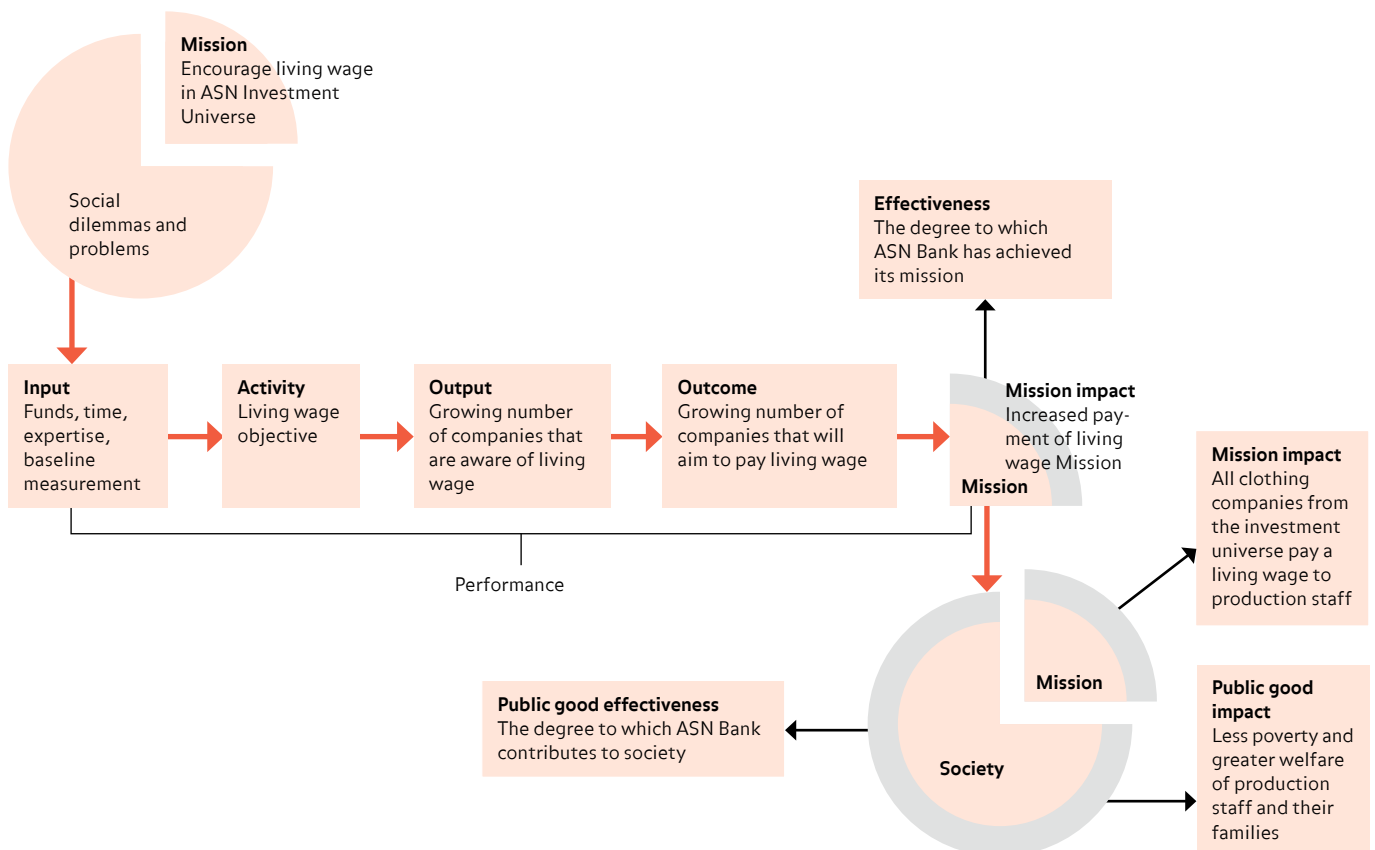 Mission
Encourage living wage
in ASN Investment
Universe
Social
dilemmas and
problems
Effectiveness
The degree to which
ASN Bank has achieved
its mission
Input
Funds, time,
expertise,
baseline
measurement
Activity
Living wage
objective
Output
Growing number
of companies that
are aware of living
wage
Outcome
Growing number of
companies that will
aim to pay living wage
Mission impact
Increased pay-
ment of living
wage Mission
Mission
Performance
Mission impact
All clothing
companies from
the investment
universe pay a
living wage to
production staff
Mission
Public good effectiveness
The degree to which ASN Bank
contributes to society
Society
Public good
impact
Less poverty and
greater welfare
of production
staff and their
families